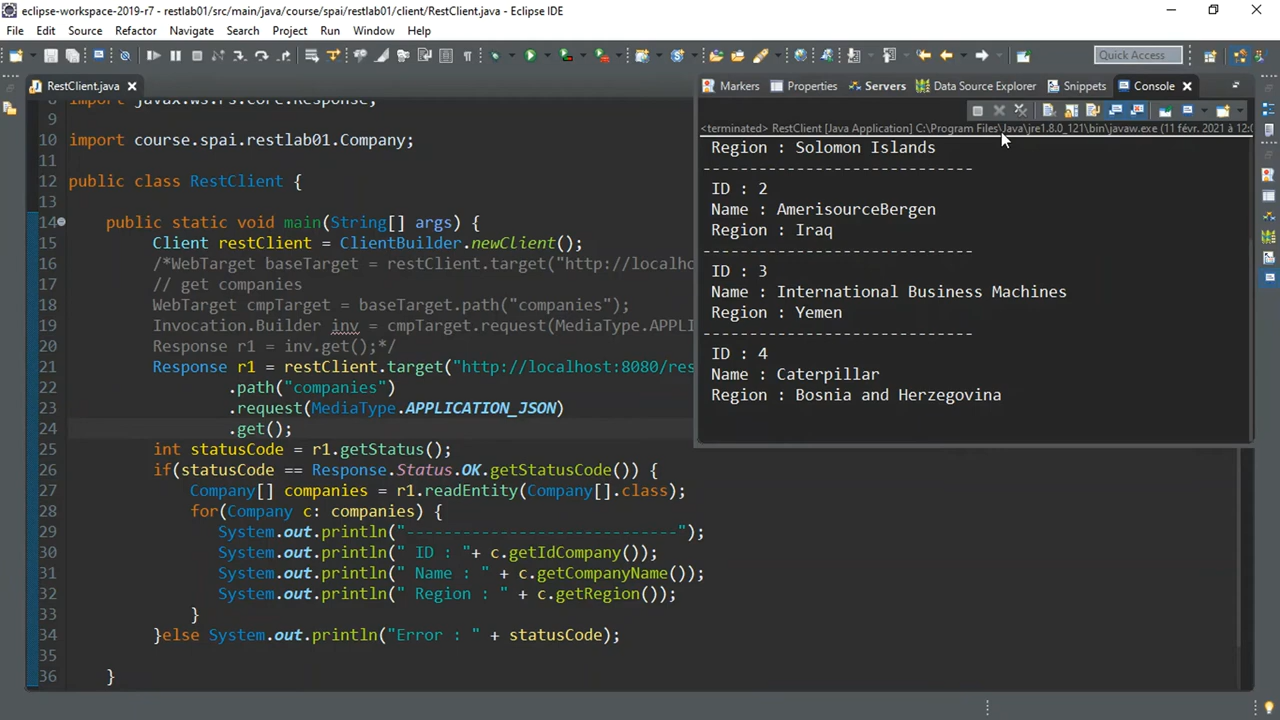 eclipse-workspace-2019-r7 - restlab01/src/main/java/course/spai/restlab01/client/RestClient.java - Eclipse IDE
File Edit Source Refactor Navigate Search Project Run Window Help
Quick Access
RestClient.java
Markers Properties Servers Data Source Explorer Snippets Console
<terminated> RestClient [Java Application] C:\Program Files\Java\jre1.8.0_121\bin\javaw.exe (11 févr. 2021 à 12:0
Region : Solomon Islands
----------------------------
ID : 2
Name : AmerisourceBergen
Region : Iraq
----------------------------
ID : 3
Name : International Business Machines
Region : Yemen
----------------------------
ID : 4
Name : Caterpillar
Region : Bosnia and Herzegovina
8 import javax.ws.rs.core.Response;
9
10 import course.spai.restlab01.Company;
11
12 public class RestClient {
13
14 public static void main(String[] args) {
15 Client restClient = ClientBuilder.newClient();
16 /*WebTarget baseTarget = restClient.target("http://localho
17 // get companies
18 WebTarget cmpTarget = baseTarget.path("companies");
19 Invocation.Builder inv = cmpTarget.request(MediaType.APPLI
20 Response r1 = inv.get();*/
21 Response r1 = restClient.target("http://localhost:8080/res
22 .path("companies")
23 .request(MediaType.APPLICATION_JSON)
24 .get();
25 int statusCode = r1.getStatus();
26 if(statusCode == Response.Status.OK.getStatusCode()) {
27 Company[] companies = r1.readEntity(Company[].class);
28 for(Company c: companies) {
29 System.out.println("-----------------------------");
30 System.out.println(" ID : "+ c.getIdCompany());
31 System.out.println(" Name : " + c.getCompanyName());
32 System.out.println(" Region : " + c.getRegion());
33 }
34 }else System.out.println("Error : " + statusCode);
35
36 }